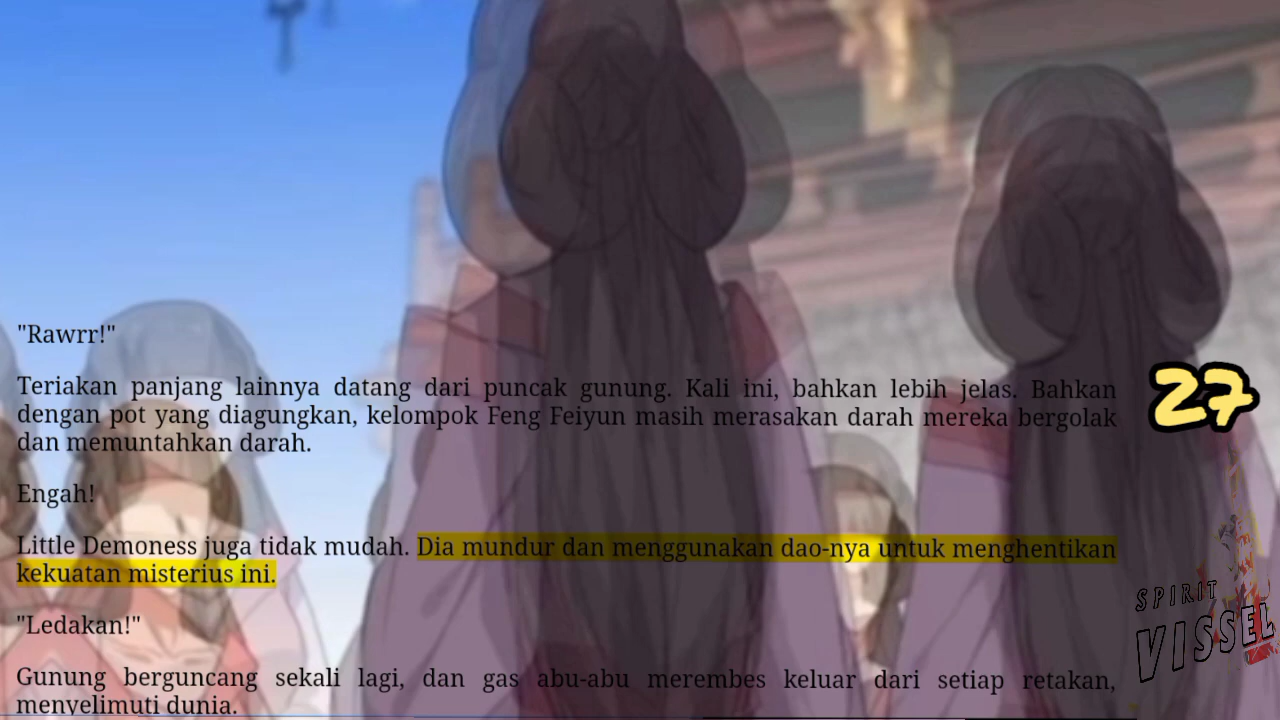 "Rawrr!"
Teriakan panjang lainnya datang dari puncak gunung. Kali ini, bahkan lebih jelas. Bahkan
dengan pot yang diagungkan, kelompok Feng Feiyun masih merasakan darah mereka bergolak
dan memuntahkan darah.
27
Engah!
Little Demoness juga tidak mudah. Dia mundur dan menggunakan dao-nya untuk menghentikan
kekuatan misterius ini.
SPIRIT
VISSEL
"Ledakan!"
Gunung berguncang sekali lagi, dan gas abu-abu merembes keluar dari setiap retakan,
menyelimuti dunia.